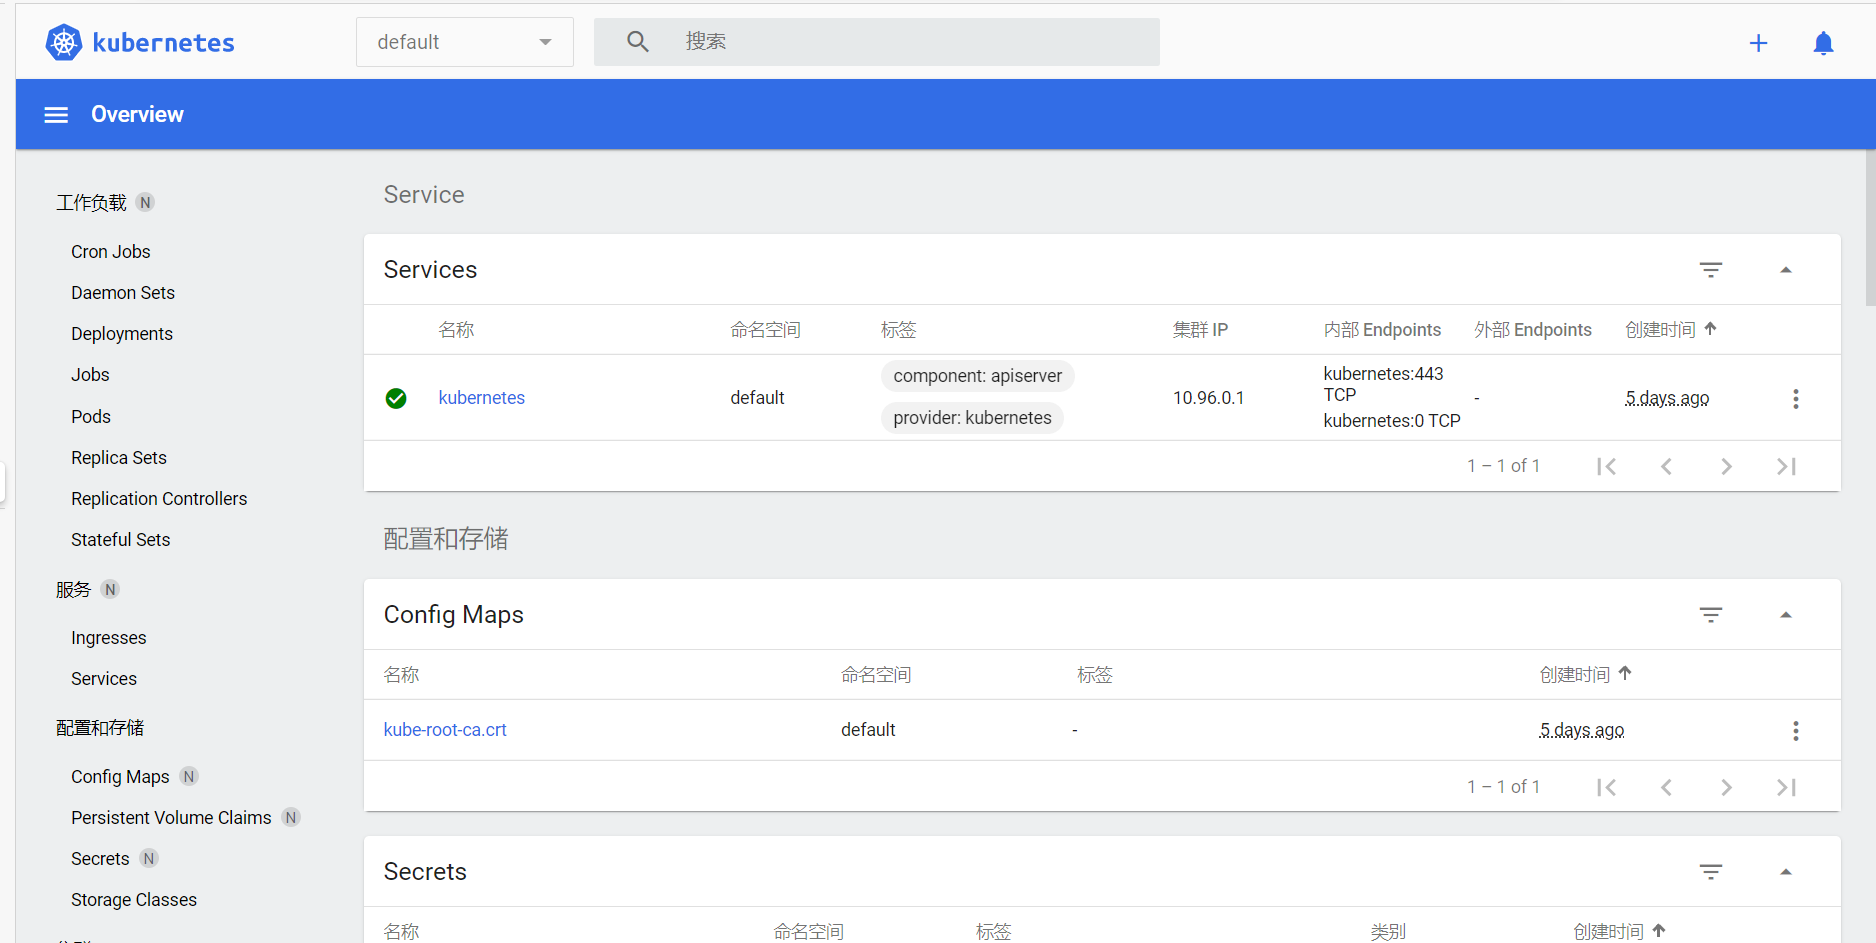 kubernetes
default
搜索
Overview
工作负载 N
Cron Jobs
Daemon Sets
Deployments
Jobs
Pods
Replica Sets
Replication Controllers
Stateful Sets
服务 N
Ingresses
Services
配置和存储
Config Maps N
Persistent Volume Claims N
Secrets N
Storage Classes
Service
Services
名称 命名空间 标签 集群 IP 内部 Endpoints 外部 Endpoints 创建时间
kubernetes default component: apiserver provider: kubernetes 10.96.0.1 kubernetes:443 TCP kubernetes:0 TCP - 5 days ago
1 – 1 of 1
配置和存储
Config Maps
名称 命名空间 标签 创建时间
kube-root-ca.crt default - 5 days ago
1 – 1 of 1
Secrets
名称 命名空间 标签 类别 创建时间